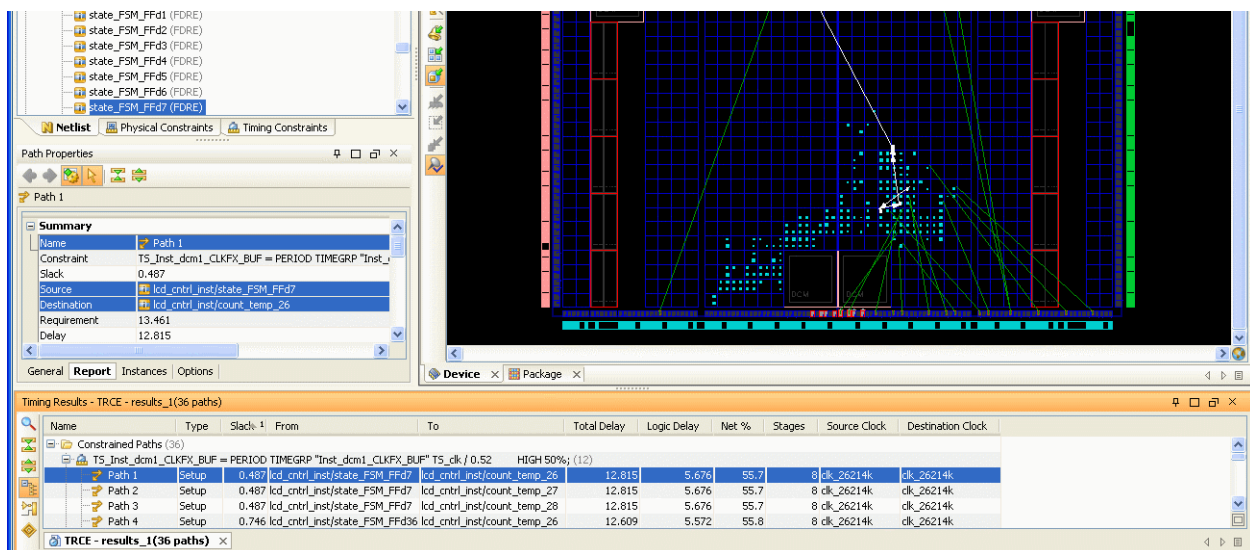 state_FSM_FFd1 (FDRE)
state_FSM_FFd2 (FDRE)
state_FSM_FFd3 (FDRE)
state_FSM_FFd4 (FDRE)
state_FSM_FFd5 (FDRE)
state_FSM_FFd6 (FDRE)
state_FSM_FFd7 (FDRE)
Netlist Physical Constraints Timing Constraints
Path Properties
Path 1
Summary
Name Path 1
Constraint TS_Inst_dcm1_CLKFX_BUF = PERIOD TIMEGRP "Inst_
Slack 0.487
Source lcd_cntrl_inst/state_FSM_FFd7
Destination lcd_cntrl_inst/count_temp_26
Requirement 13.461
Delay 12.815
General Report Instances Options
DCM DCM
Device Package
Timing Results - TRCE - results_1(36 paths)
Name Type Slack 1 From To Total Delay Logic Delay Net % Stages Source Clock Destination Clock
Constrained Paths (36)
TS_Inst_dcm1_CLKFX_BUF = PERIOD TIMEGRP "Inst_dcm1_CLKFX_BUF" TS_clk / 0.52 HIGH 50%; (12)
Path 1 Setup 0.487 lcd_cntrl_inst/state_FSM_FFd7 lcd_cntrl_inst/count_temp_26 12.815 5.676 55.7 8 clk_26214k clk_26214k
Path 2 Setup 0.487 lcd_cntrl_inst/state_FSM_FFd7 lcd_cntrl_inst/count_temp_27 12.815 5.676 55.7 8 clk_26214k clk_26214k
Path 3 Setup 0.487 lcd_cntrl_inst/state_FSM_FFd7 lcd_cntrl_inst/count_temp_28 12.815 5.676 55.7 8 clk_26214k clk_26214k
Path 4 Setup 0.746 lcd_cntrl_inst/state_FSM_FFd36 lcd_cntrl_inst/count_temp_26 12.609 5.572 55.8 8 clk_26214k clk_26214k
TRCE - results_1(36 paths)